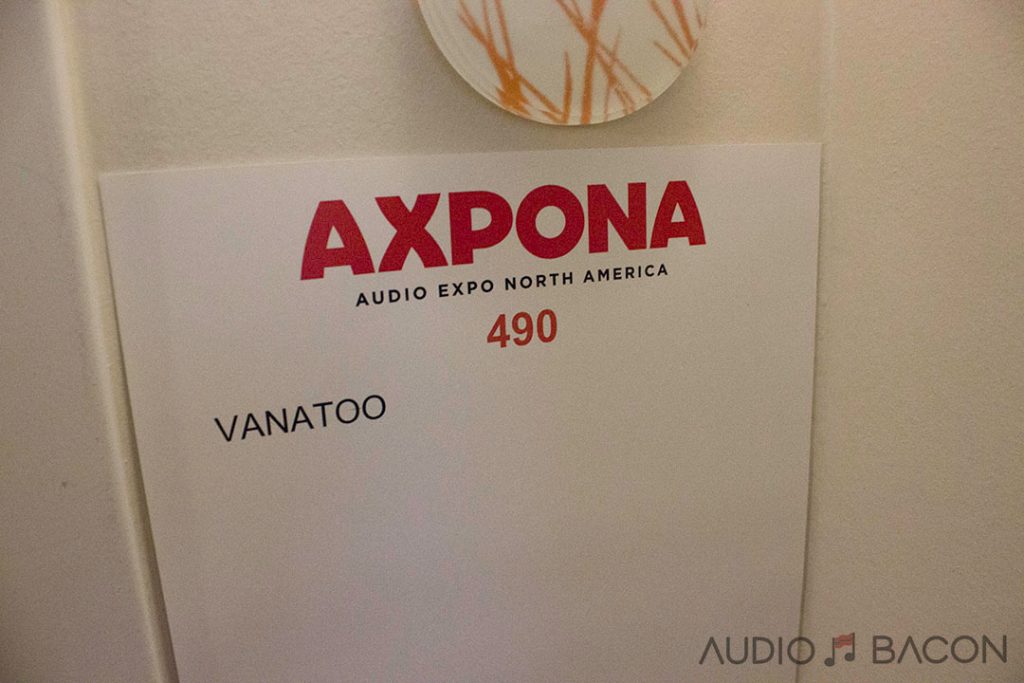 AXPONA
AUDIO EXPO NORTH AMERICA
490
VANATOO
AUDIO BACON